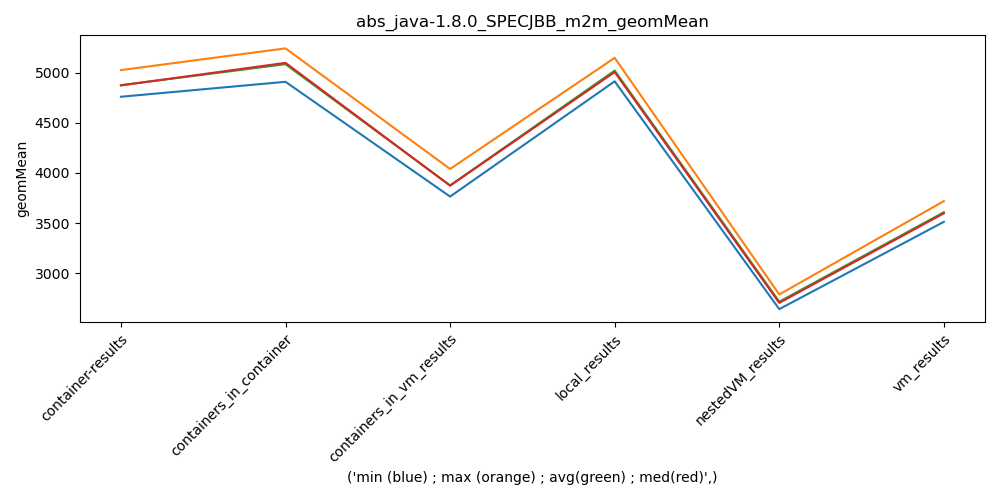 abs_java-1.8.0_SPECJBB_m2m_geomMean
geomMean
5000
4500
4000
3500
3000
container-results
containers_in_container
containers_in_vm_results
local_results
nestedVM_results
vm_results
('min (blue) ; max (orange) ; avg(green) ; med(red)',)